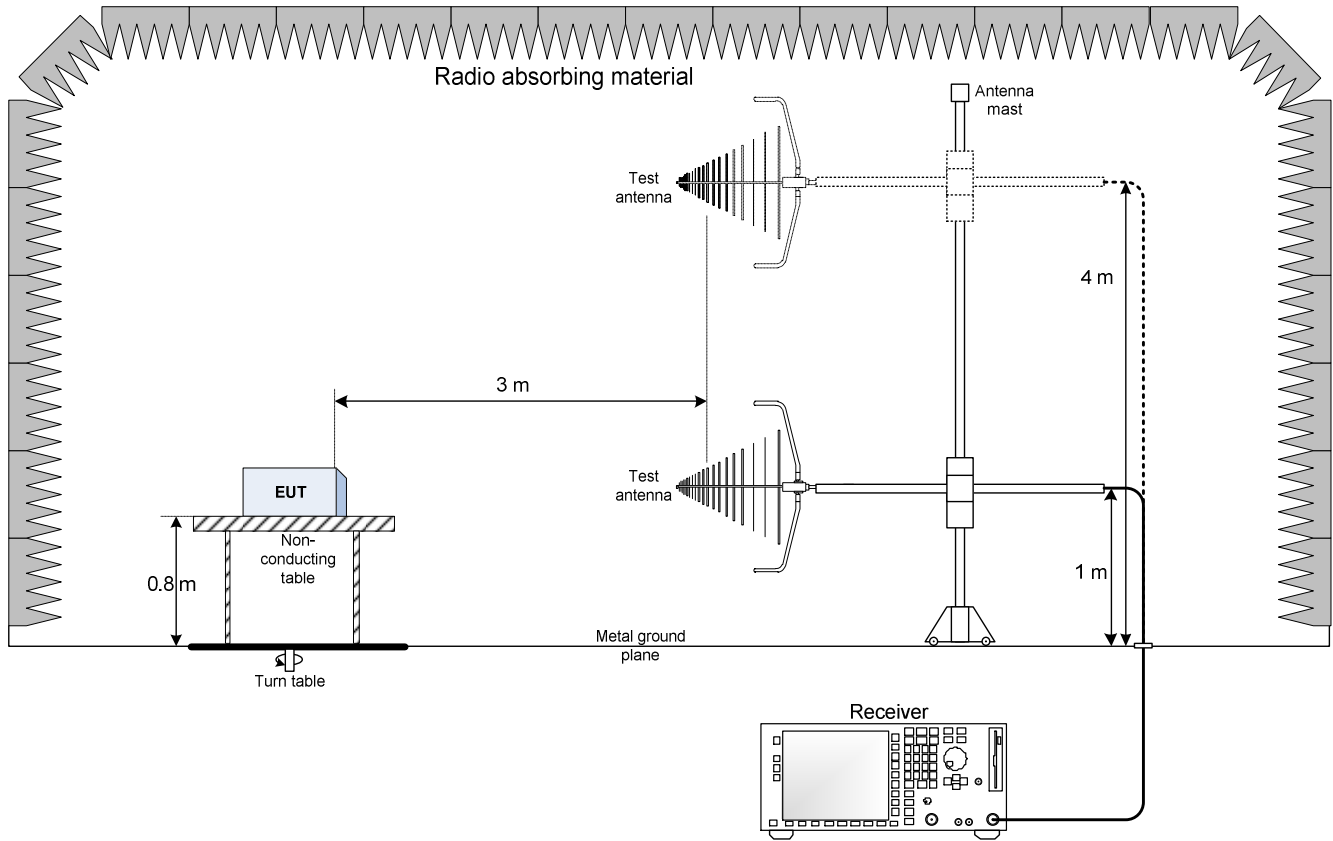 Radio absorbing material
Antenna
mast
Test
antenna
4 m
3 m
Test
antenna
EUT
Non-
conducting
table
0.8 m
1 m
Metal ground
plane
Turn table
Receiver